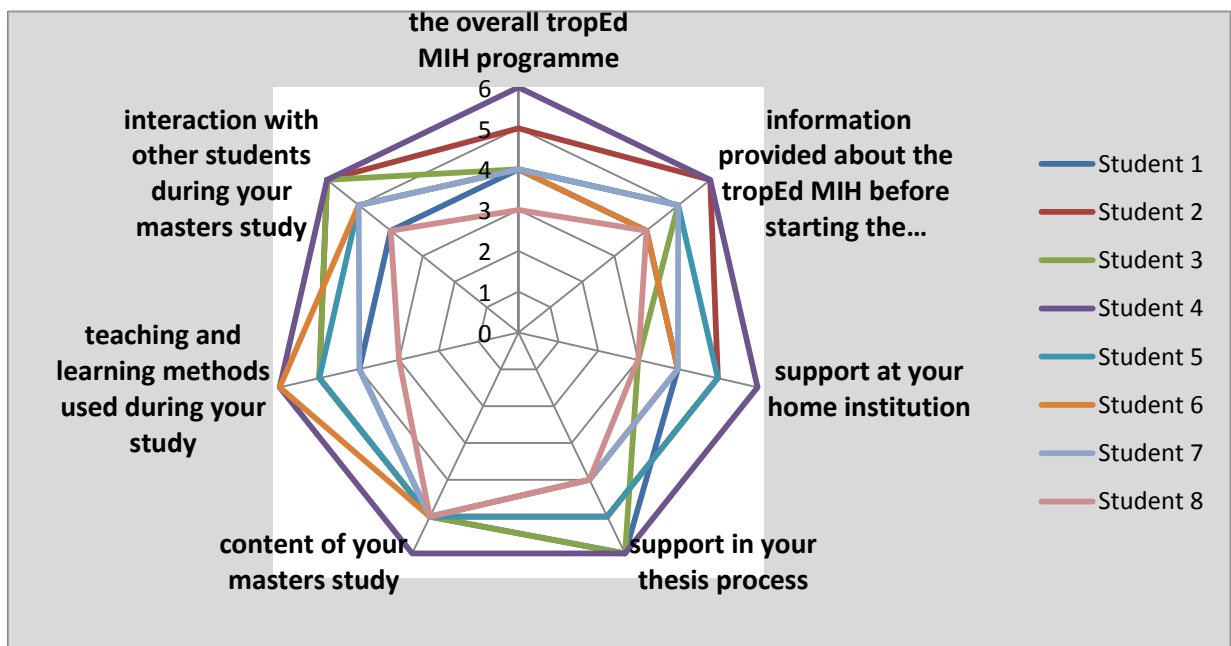 the overall tropEd
MIH programme
information
provided about the
tropEd MIH before
starting the…
support at your
home institution
support in your
thesis process
content of your
masters study
teaching and
learning methods
used during your
study
interaction with
other students
during your
masters study
6
5
4
3
2
1
0
Student 1
Student 2
Student 3
Student 4
Student 5
Student 6
Student 7
Student 8